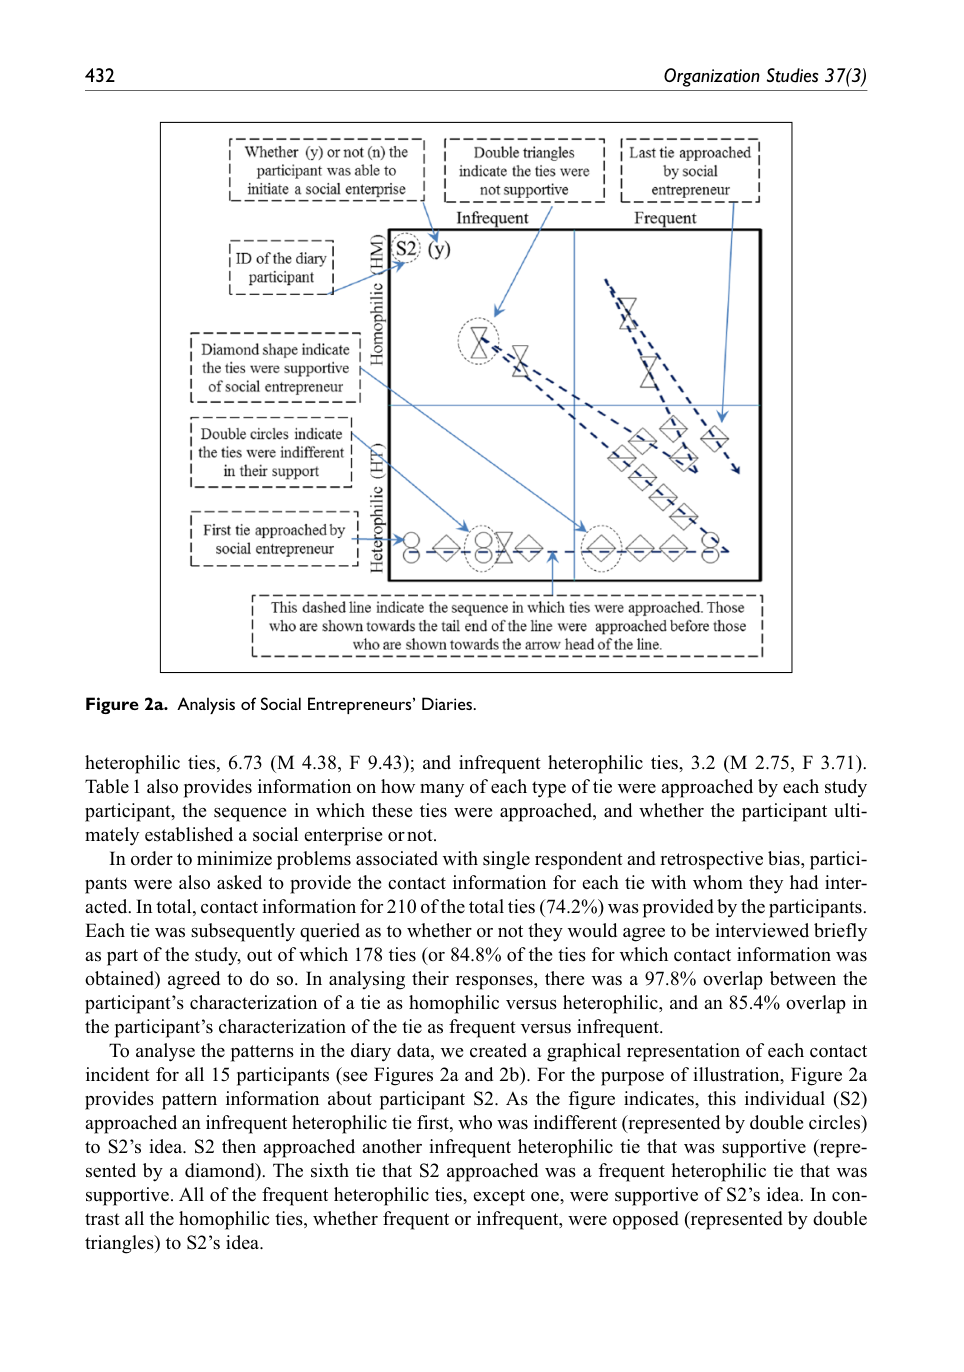 432
Organization Studies 37(3)
Whether (y) or not (n) the
participant was able to
initiate a social enterprise
Double triangles
indicate the ties were
not supportive
Last tie approached
by social
entrepreneur
Infrequent
Frequent
ID of the diary
participant
S2 (y)
Homophilic (HM)
Diamond shape indicate
the ties were supportive
of social entrepreneur
Double circles indicate
the ties were indifferent
in their support
Heterophilic (HT)
First tie approached by
social entrepreneur
This dashed line indicate the sequence in which ties were approached. Those
who are shown towards the tail end of the line were approached before those
who are shown towards the arrow head of the line.
Figure 2a. Analysis of Social Entrepreneurs’ Diaries.
heterophilic ties, 6.73 (M 4.38, F 9.43); and infrequent heterophilic ties, 3.2 (M 2.75, F 3.71).
Table 1 also provides information on how many of each type of tie were approached by each study
participant, the sequence in which these ties were approached, and whether the participant ulti-
mately established a social enterprise or not.
In order to minimize problems associated with single respondent and retrospective bias, partici-
pants were also asked to provide the contact information for each tie with whom they had inter-
acted. In total, contact information for 210 of the total ties (74.2%) was provided by the participants.
Each tie was subsequently queried as to whether or not they would agree to be interviewed briefly
as part of the study, out of which 178 ties (or 84.8% of the ties for which contact information was
obtained) agreed to do so. In analysing their responses, there was a 97.8% overlap between the
participant’s characterization of a tie as homophilic versus heterophilic, and an 85.4% overlap in
the participant’s characterization of the tie as frequent versus infrequent.
To analyse the patterns in the diary data, we created a graphical representation of each contact
incident for all 15 participants (see Figures 2a and 2b). For the purpose of illustration, Figure 2a
provides pattern information about participant S2. As the figure indicates, this individual (S2)
approached an infrequent heterophilic tie first, who was indifferent (represented by double circles)
to S2’s idea. S2 then approached another infrequent heterophilic tie that was supportive (repre-
sented by a diamond). The sixth tie that S2 approached was a frequent heterophilic tie that was
supportive. All of the frequent heterophilic ties, except one, were supportive of S2’s idea. In con-
trast all the homophilic ties, whether frequent or infrequent, were opposed (represented by double
triangles) to S2’s idea.